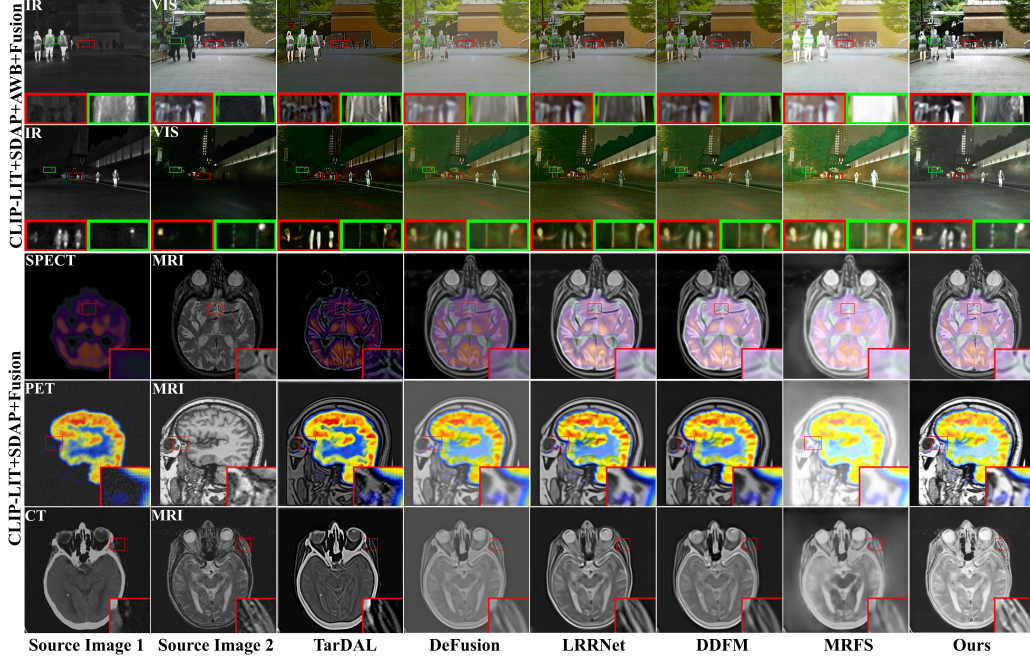 CLIP-LIT+SDAP+AWB+Fusion
IR
VIS
IR
VIS
CLIP-LIT+SDAP+Fusion
SPECT
MRI
PET
MRI
CT
MRI
Source Image 1
Source Image 2
TarDAL
DeFusion
LRRNet
DDFM
MRFS
Ours